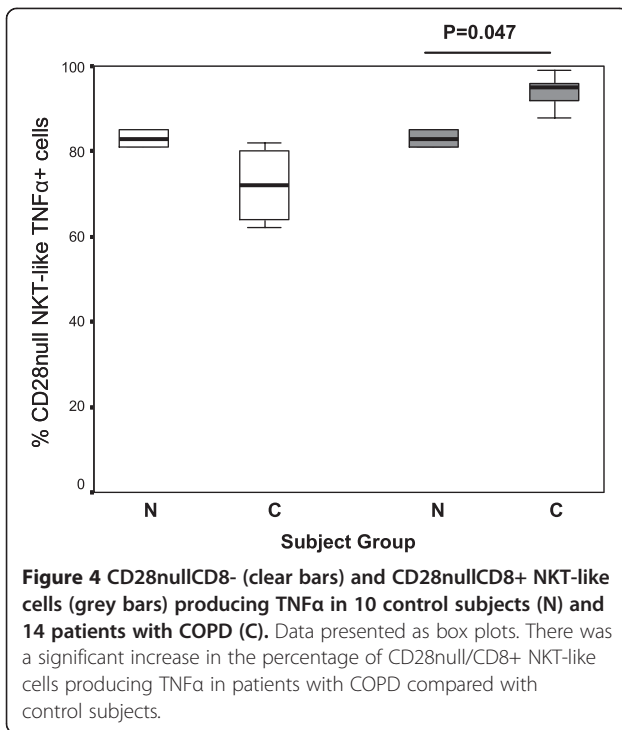 P=0.047
100
80
60
40
20
0
% CD28null NKT-like TNFα+ cells
N
C
N
C
Subject Group
Figure 4 CD28nullCD8- (clear bars) and CD28nullCD8+ NKT-like
cells (grey bars) producing TNFα in 10 control subjects (N) and
14 patients with COPD (C). Data presented as box plots. There was
a significant increase in the percentage of CD28null/CD8+ NKT-like
cells producing TNFα in patients with COPD compared with
control subjects.